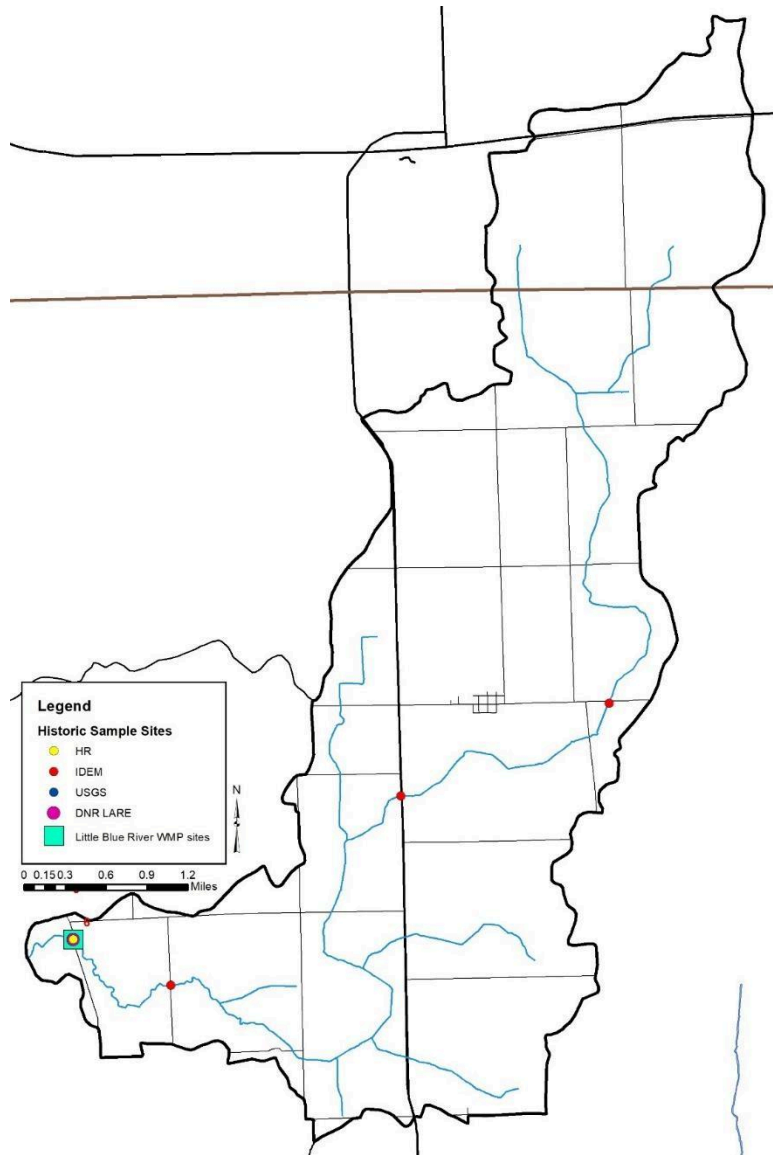 Legend
Historic Sample Sites
HR
IDEM
USGS
DNR LARE
Little Blue River WMP sites
N
0 0.15 0.3 0.6 0.9 1.2
Miles